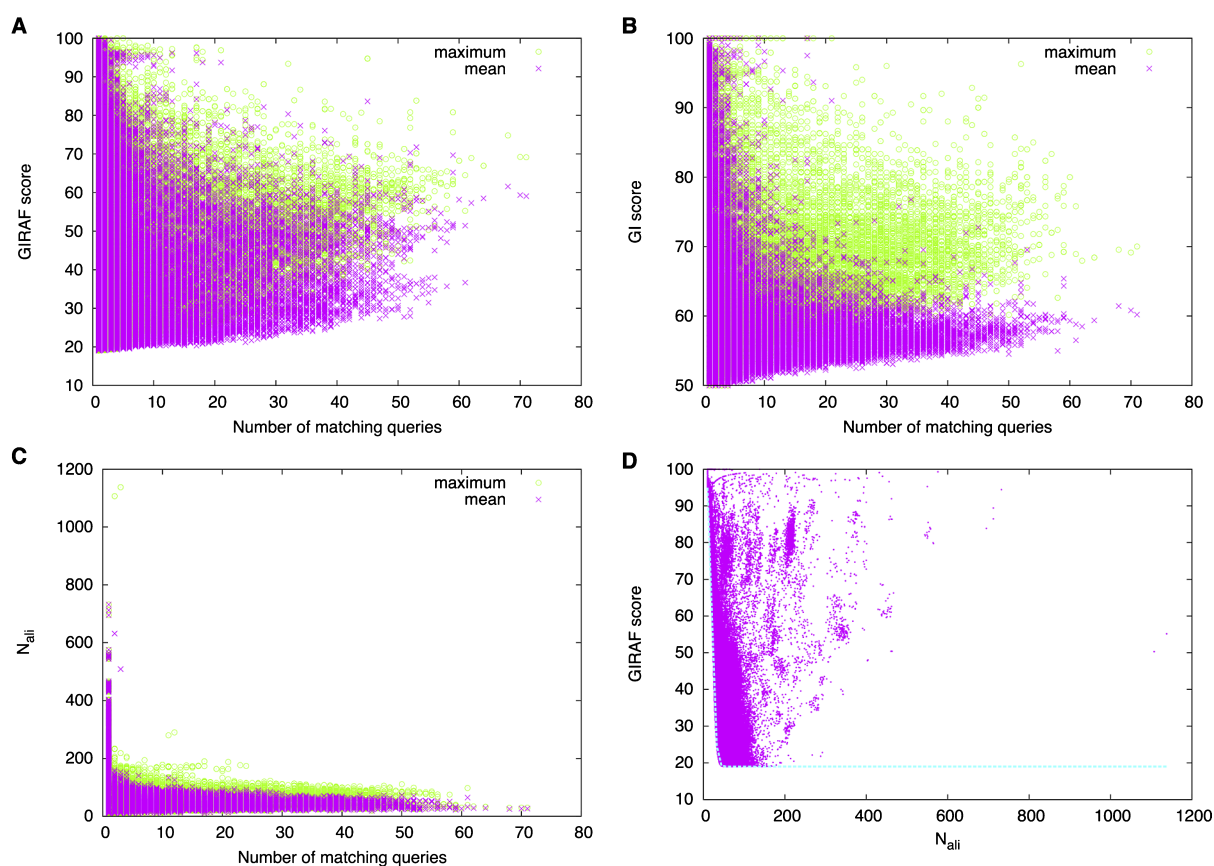 A
maximum
mean
GIRAF score
100
90
80
70
60
50
40
30
20
10
0 10 20 30 40 50 60 70 80
Number of matching queries
B
maximum
mean
GI score
100
90
80
70
60
50
0 10 20 30 40 50 60 70 80
Number of matching queries
C
maximum
mean
Nali
1200
1000
800
600
400
200
0
0 10 20 30 40 50 60 70 80
Number of matching queries
D
GIRAF score
100
90
80
70
60
50
40
30
20
10
0 200 400 600 800 1000 1200
Nali